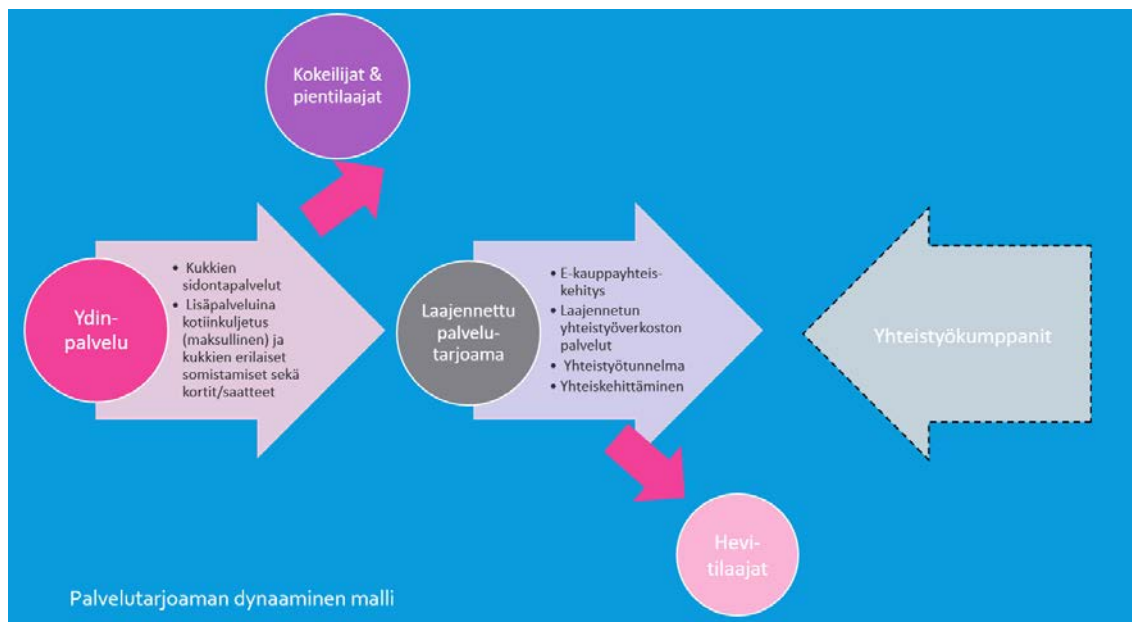 Kokeilijat &
pientilaajat
Ydin-
palvelu
• Kukkien
sidontapalvelut
• Lisäpalveluina
kotiinkuljetus
(maksullinen) ja
kukkien erilaiset
somistamiset sekä
kortit/saatteet
Laajennettu
palvelu-
tarjoama
• E-kauppayhteis-
kehitys
• Laajennetun
yhteistyöverkoston
palvelut
• Yhteistyötunnelma
• Yhteiskehittäminen
Yhteistyökumppanit
Hevi-
tilaajat
Palvelutarjoaman dynaaminen malli